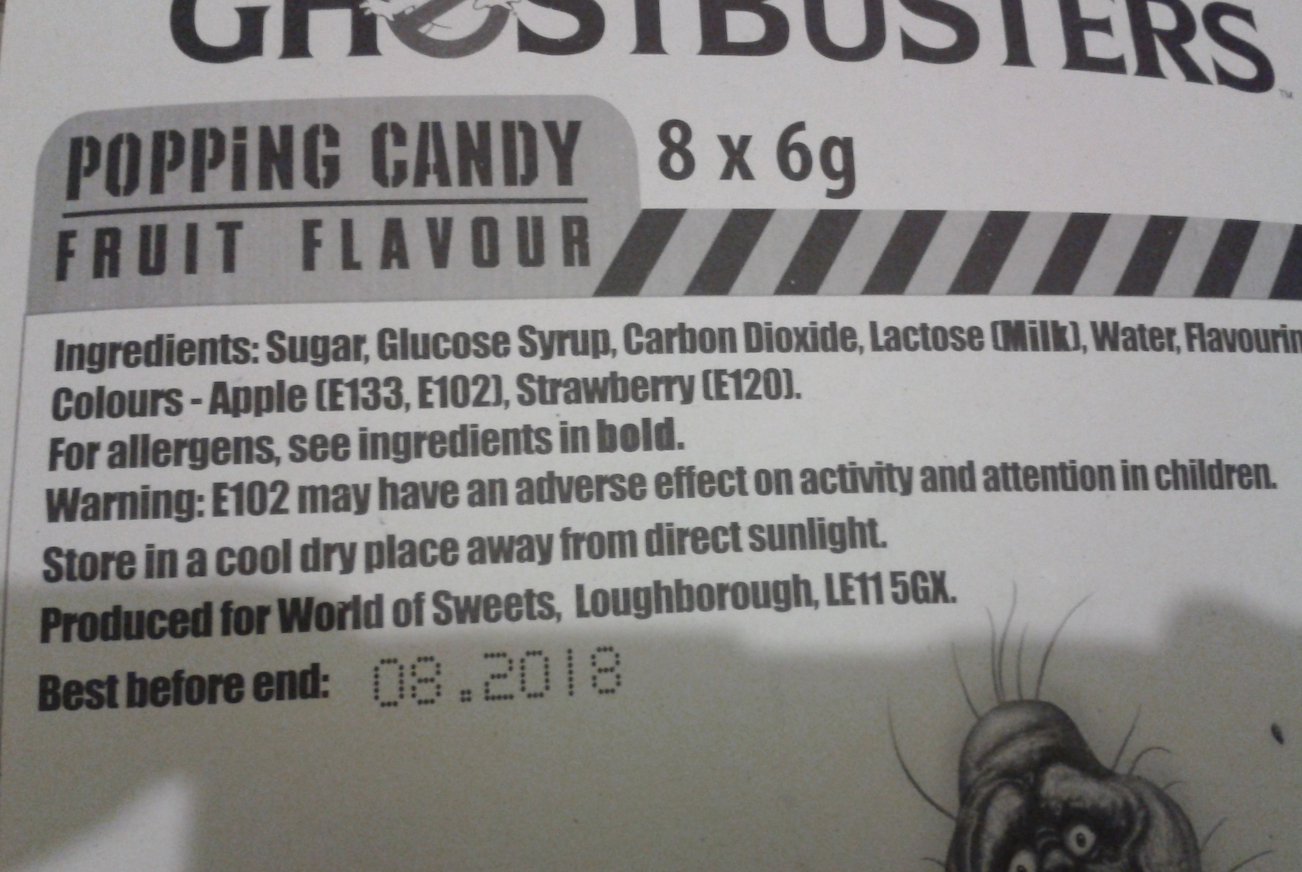 GHOSTBUSTERS™
POPPiNG CANDY 8 x 6g
FRUIT FLAVOUR
Ingredients: Sugar, Glucose Syrup, Carbon Dioxide, Lactose (Milk), Water, Flavourin
Colours - Apple (E133, E102), Strawberry (E120).
For allergens, see ingredients in bold.
Warning: E102 may have an adverse effect on activity and attention in children.
Store in a cool dry place away from direct sunlight.
Produced for World of Sweets, Loughborough, LE11 5GX.
Best before end: 08.2018